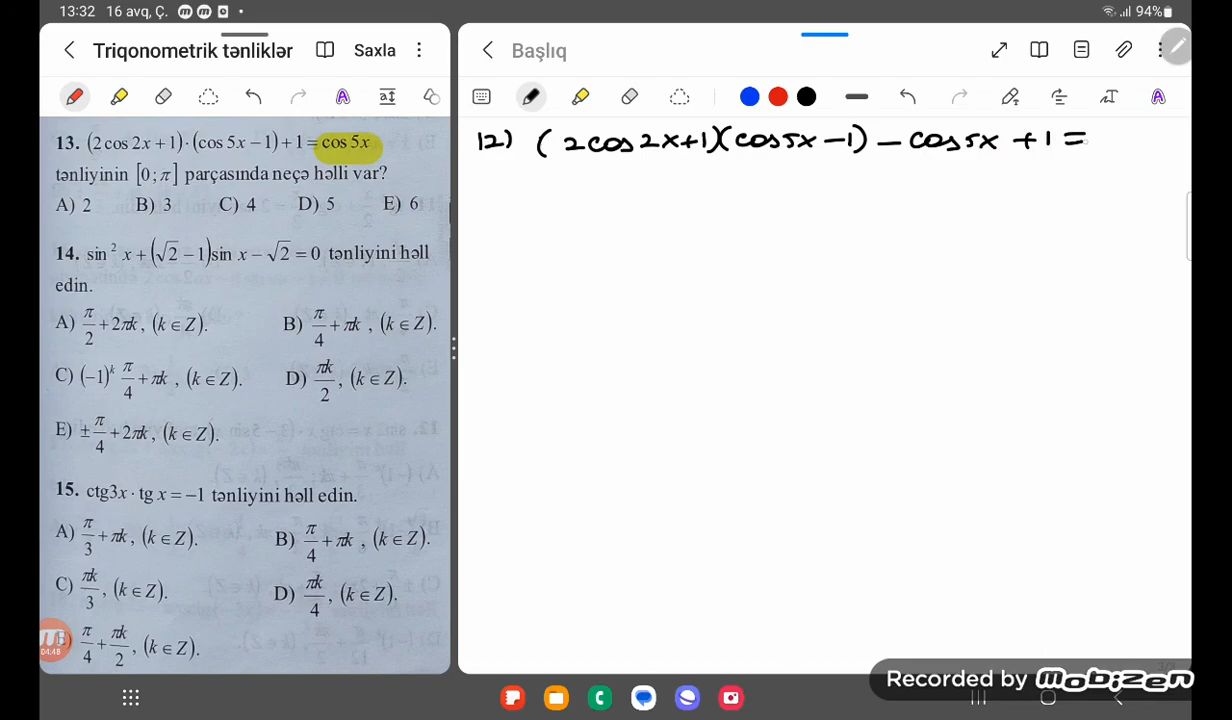 13:32 16 avq, Ç. 94%
Triqonometrik tənliklər Saxla
Başlıq
13. (2 cos 2x + 1) · (cos 5x − 1) + 1 = cos 5x
tənliyinin [0; π] parçasında neçə həlli var?
A) 2 B) 3 C) 4 D) 5 E) 6
14. sin² x + (√2 − 1) sin x − √2 = 0 tənliyini həll
edin.
A) π/2 + 2πk, (k ∈ Z). B) π/4 + πk, (k ∈ Z).
C) (−1)ᵏ π/4 + πk, (k ∈ Z). D) πk/2, (k ∈ Z).
E) ± π/4 + 2πk, (k ∈ Z).
15. ctg3x · tg x = −1 tənliyini həll edin.
A) π/3 + πk, (k ∈ Z). B) π/4 + πk, (k ∈ Z).
C) πk/3, (k ∈ Z). D) πk/4, (k ∈ Z).
π/4 + πk/2, (k ∈ Z).
04:48
12) (2cos2x+1)(cos5x−1) − cos5x +1 =
Recorded by mobizen